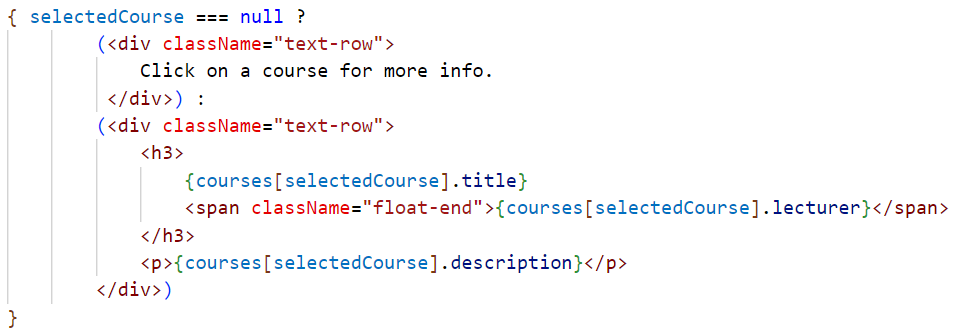 { selectedCourse === null ?
(<div className="text-row">
Click on a course for more info.
</div>) :
(<div className="text-row">
<h3>
{courses[selectedCourse].title}
<span className="float-end">{courses[selectedCourse].lecturer}</span>
</h3>
<p>{courses[selectedCourse].description}</p>
</div>)
}